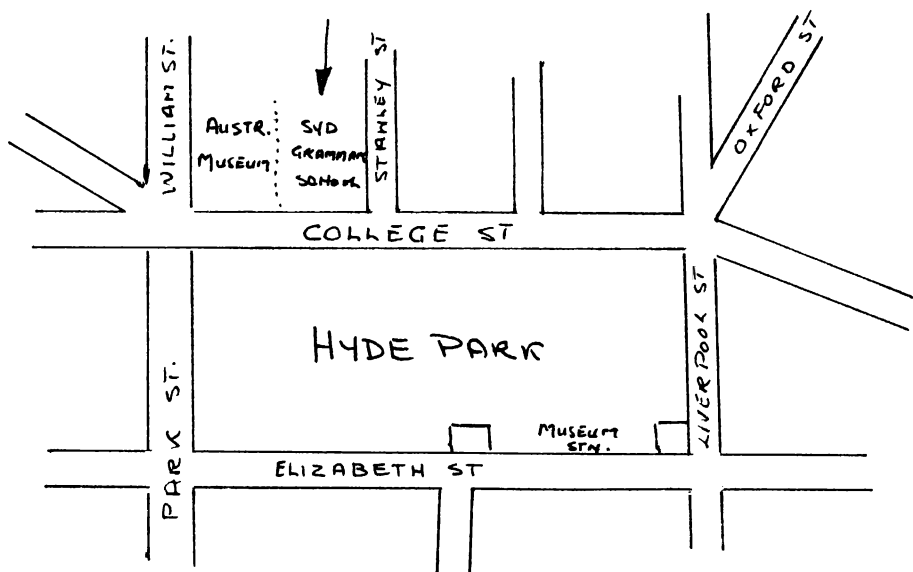 WILLIAM ST.
AUSTR.
MUSEUM
SYD
GRAMMAR
SCHOOL
STANLEY ST
OXFORD ST
COLLEGE ST
HYDE PARK
LIVERPOOL ST
PARK ST.
MUSEUM
STN.
ELIZABETH ST